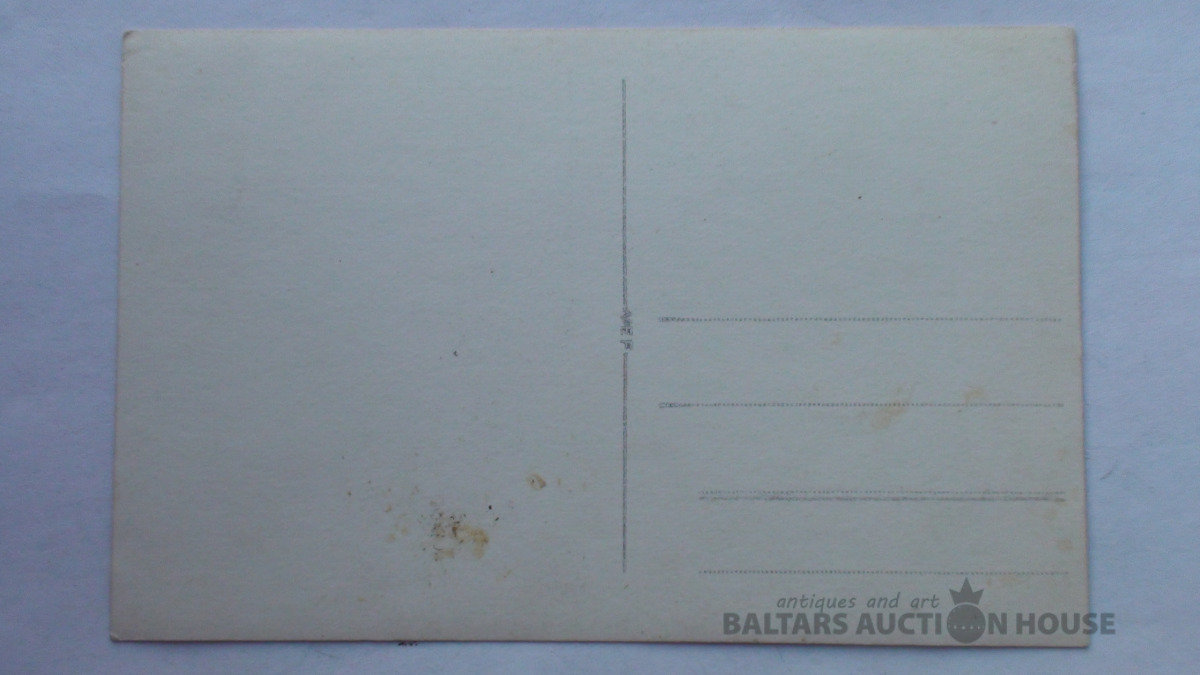 antiques and art
BALTARS AUCTION HOUSE